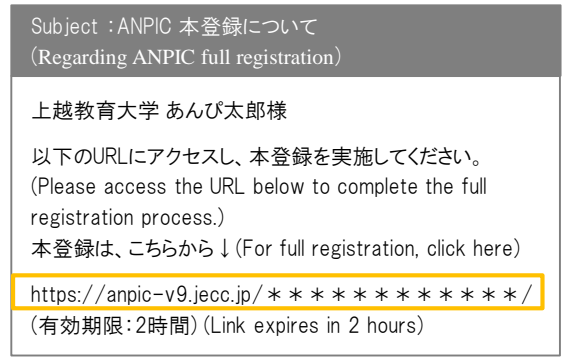 Subject：ANPIC 本登録について
（Regarding ANPIC full registration）
上越教育大学 あんぴ太郎様
以下のURLにアクセスし、本登録を実施してください。
(Please access the URL below to complete the full
registration process.)
本登録は、こちらから↓(For full registration, click here)
https://anpic-v9.jecc.jp/＊＊＊＊＊＊＊＊＊＊＊＊/
(有効期限：2時間) (Link expires in 2 hours)